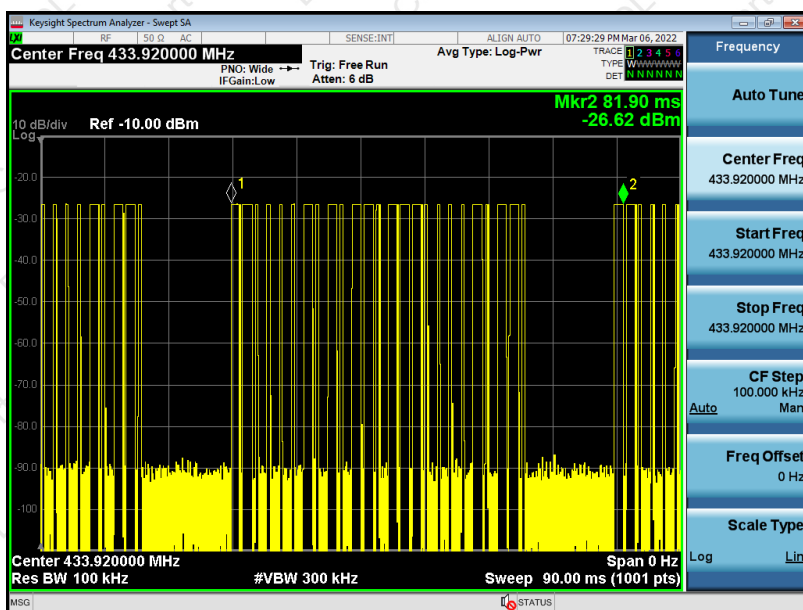 Keysight Spectrum Analyzer - Swept SA
LXI
RF 50 Ω AC SENSE:INT ALIGN AUTO 07:29:29 PM Mar 06, 2022
Center Freq 433.920000 MHz
PNO: Wide
IFGain:Low
Trig: Free Run
Atten: 6 dB
Avg Type: Log-Pwr
TRACE 1 2 3 4 5 6
TYPE WWWWWW
DET N N N N N N
Mkr2 81.90 ms
-26.62 dBm
10 dB/div Ref -10.00 dBm
Log
1
2
-20.0
-30.0
-40.0
-50.0
-60.0
-70.0
-80.0
-90.0
-100
Center 433.920000 MHz Span 0 Hz
Res BW 100 kHz #VBW 300 kHz Sweep 90.00 ms (1001 pts)
MSG STATUS
Frequency
Auto Tune
Center Freq
433.920000 MHz
Start Freq
433.920000 MHz
Stop Freq
433.920000 MHz
CF Step
100.000 kHz
Auto Man
Freq Offset
0 Hz
Scale Type
Log Lin